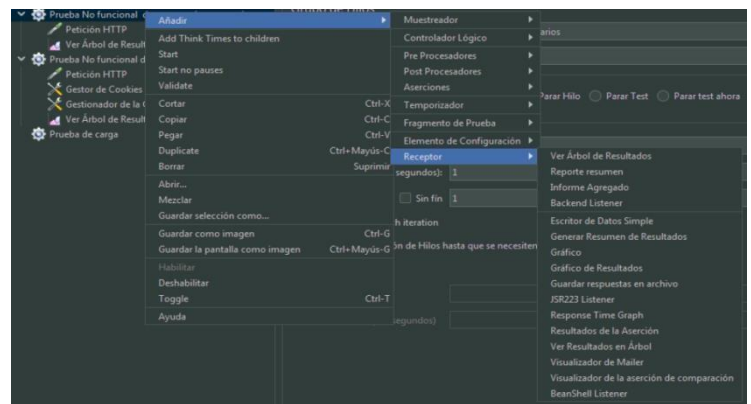 Prueba No funcional
Petición HTTP
Ver Árbol de Result
Prueba No funcional d
Petición HTTP
Gestor de Cookies
Gestionador de la
Ver Árbol de Result
Prueba de carga
Añadir
Add Think Times to children
Start
Start no pauses
Validate
Cortar Ctrl-X
Copiar Ctrl-C
Pegar Ctrl-V
Duplicate Ctrl+Mayús-C
Borrar Suprimir
Abrir...
Mezclar
Guardar selección como...
Guardar como imagen Ctrl-G
Guardar la pantalla como imagen Ctrl+Mayús-G
Habilitar
Deshabilitar
Toggle Ctrl-T
Ayuda
Muestreador
Controlador Lógico
Pre Procesadores
Post Procesadores
Aserciones
Temporizador
Fragmento de Prueba
Elemento de Configuración
Receptor
arios
Parar Hilo Parar Test Parar test ahora
segundos): 1
Sin fin 1
h iteration
ón de Hilos hasta que se necesiten
segundos)
Ver Árbol de Resultados
Reporte resumen
Informe Agregado
Backend Listener
Escritor de Datos Simple
Generar Resumen de Resultados
Gráfico
Gráfico de Resultados
Guardar respuestas en archivo
JSR223 Listener
Response Time Graph
Resultados de la Aserción
Ver Resultados en Árbol
Visualizador de Mailer
Visualizador de la aserción de comparación
BeanShell Listener